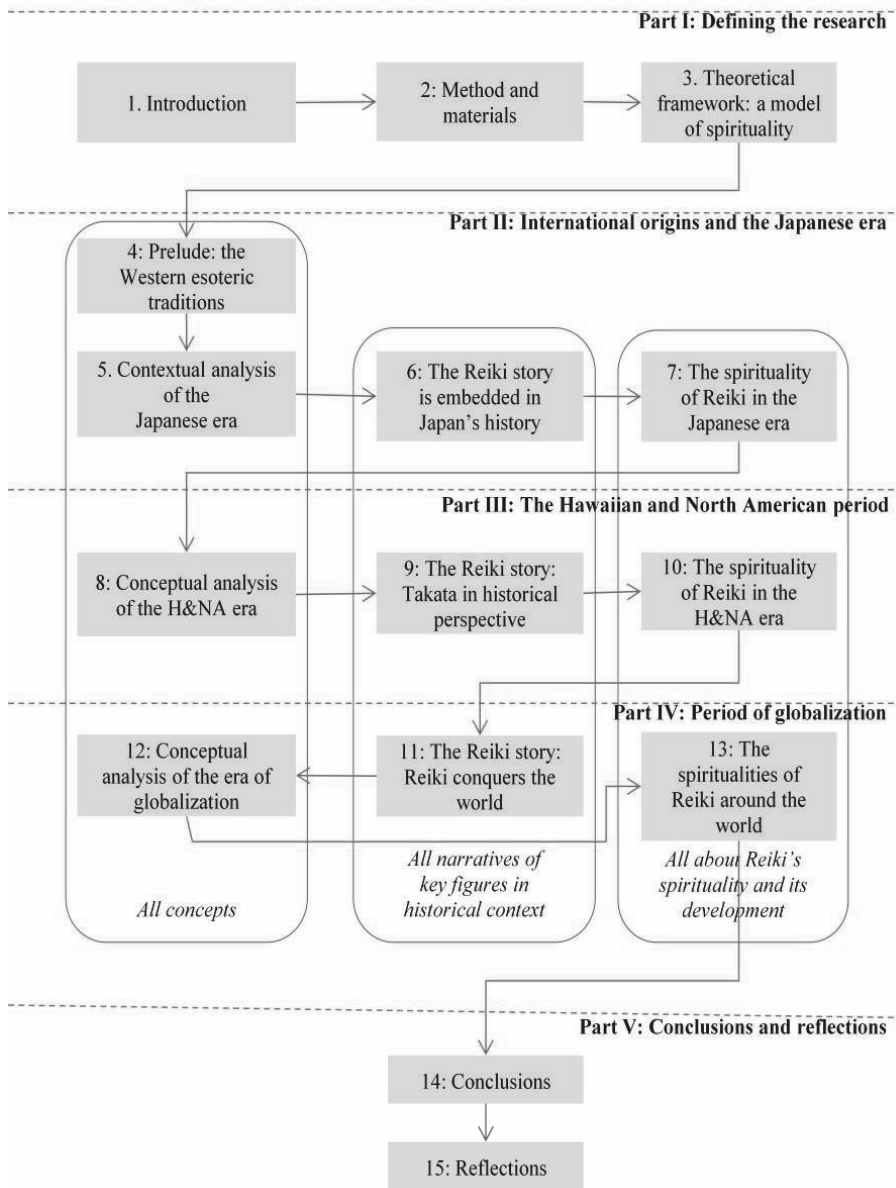 Part I: Defining the research
1. Introduction
2: Method and
materials
3. Theoretical
framework: a model
of spirituality
Part II: International origins and the Japanese era
4: Prelude: the
Western esoteric
traditions
5. Contextual analysis
of the
Japanese era
6: The Reiki story
is embedded in
Japan’s history
7: The spirituality
of Reiki in the
Japanese era
Part III: The Hawaiian and North American period
8: Conceptual analysis
of the H&NA era
9: The Reiki story:
Takata in historical
perspective
10: The spirituality
of Reiki in the
H&NA era
Part IV: Period of globalization
12: Conceptual
analysis of the era of
globalization
11: The Reiki story:
Reiki conquers the
world
13: The
spiritualities of
Reiki around the
world
All concepts
All narratives of
key figures in
historical context
All about Reiki’s
spirituality and its
development
Part V: Conclusions and reflections
14: Conclusions
15: Reflections